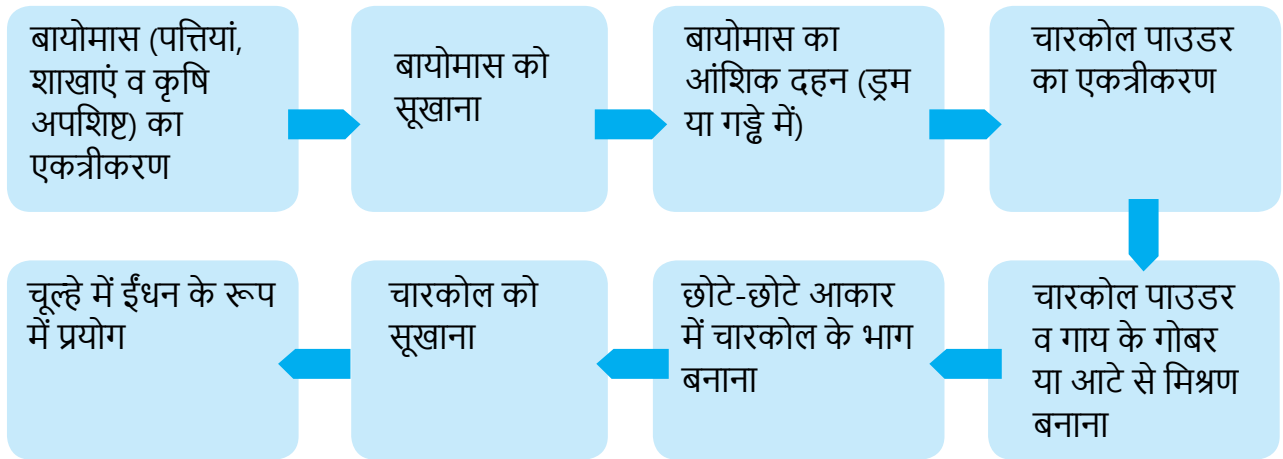 बायोमास (पत्तियां,
शाखाएं व कृषि
अपशिष्ट) का
एकत्रीकरण
बायोमास को
सूखाना
बायोमास का
आंशिक दहन (ड्रम
या गड्ढे में)
चारकोल पाउडर
का एकत्रीकरण
चारकोल पाउडर
व गाय के गोबर
या आटे से मिश्रण
बनाना
छोटे-छोटे आकार
में चारकोल के भाग
बनाना
चारकोल को
सूखाना
चूल्हे में ईंधन के रूप
में प्रयोग